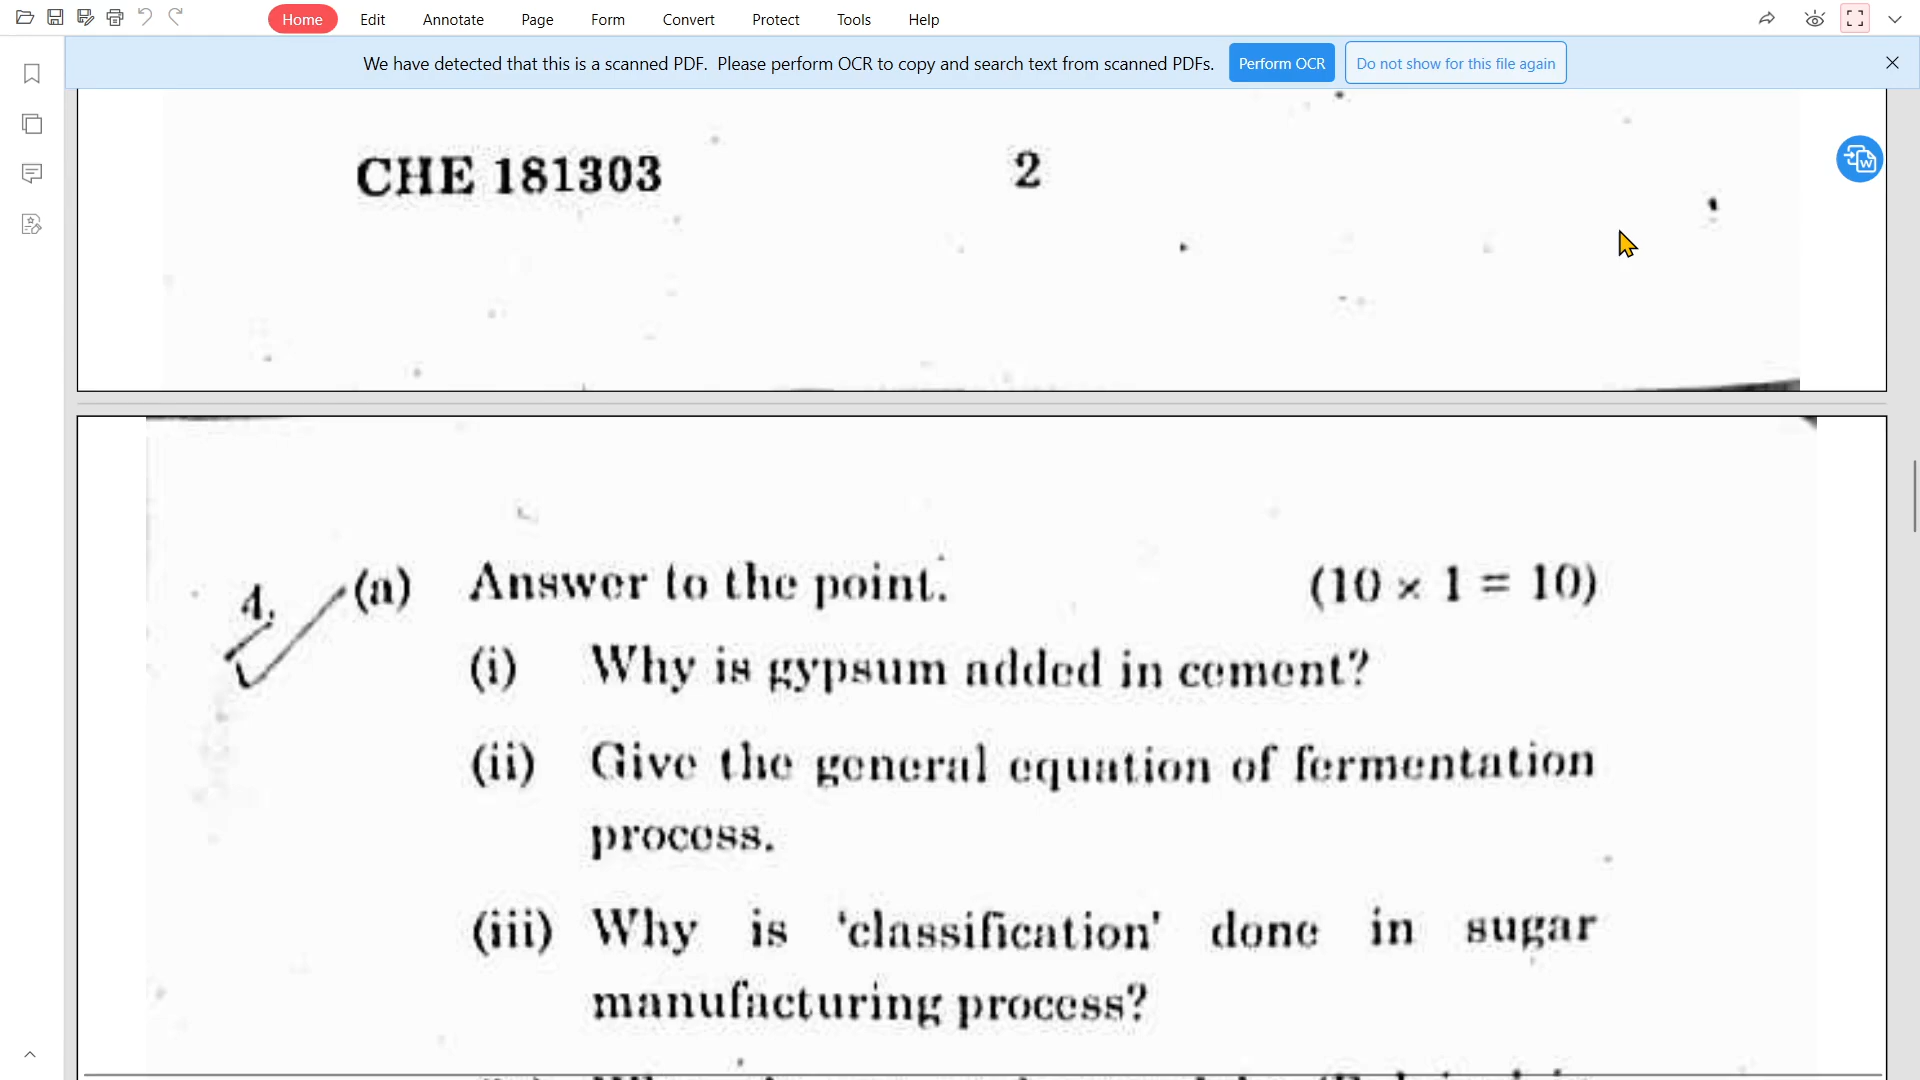 Home Edit Annotate Page Form Convert Protect Tools Help
We have detected that this is a scanned PDF. Please perform OCR to copy and search text from scanned PDFs. Perform OCR Do not show for this file again
CHE 181303 2
4. (a) Answer to the point. (10 × 1 = 10)
(i) Why is gypsum added in cement?
(ii) Give the general equation of fermentation
process.
(iii) Why is 'classification' done in sugar
manufacturing process?